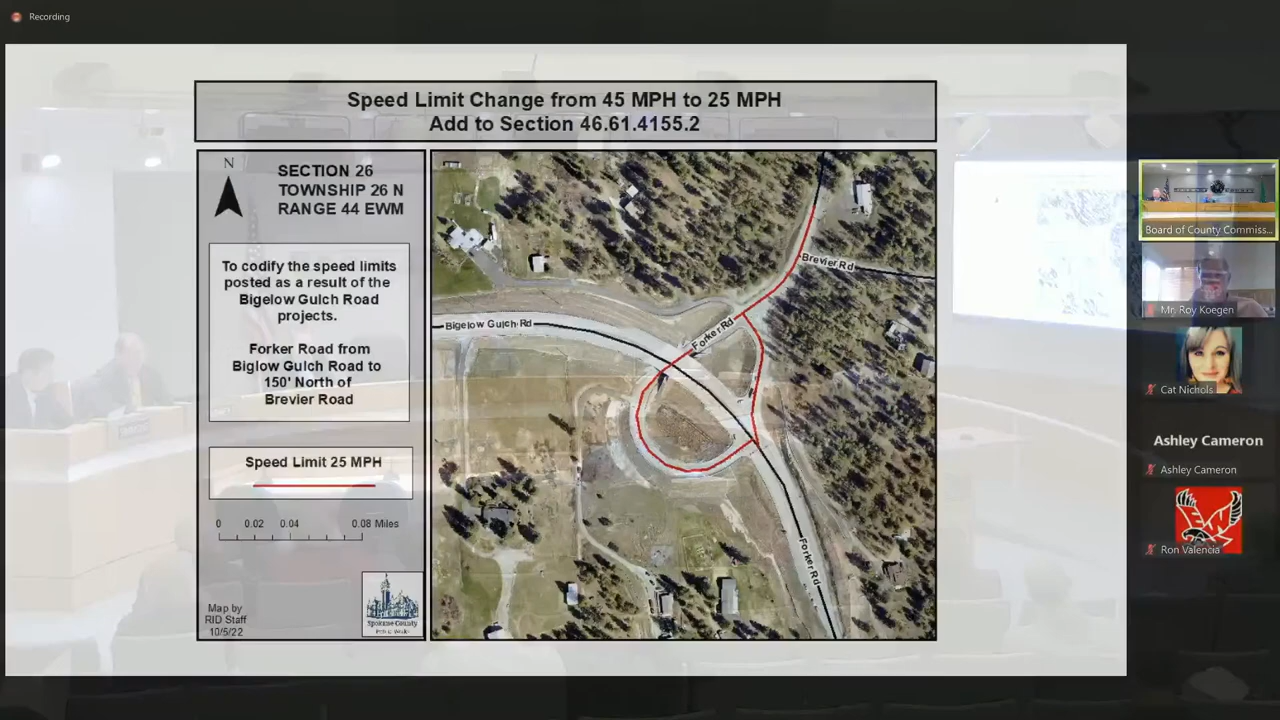 Recording
Speed Limit Change from 45 MPH to 25 MPH
Add to Section 46.61.4155.2
N
SECTION 26
TOWNSHIP 26 N
RANGE 44 EWM
To codify the speed limits
posted as a result of the
Bigelow Gulch Road
projects.
Forker Road from
Biglow Gulch Road to
150' North of
Brevier Road
Speed Limit 25 MPH
0 0.02 0.04 0.08 Miles
Map by
RID Staff
10/5/22
Spokane County
Public Works
Bigelow Gulch Rd
Forker Rd
Brevier Rd
Forker Rd
Board of County Commiss...
Mr. Roy Koegen
Cat Nichols
Ashley Cameron
Ashley Cameron
Ron Valencia